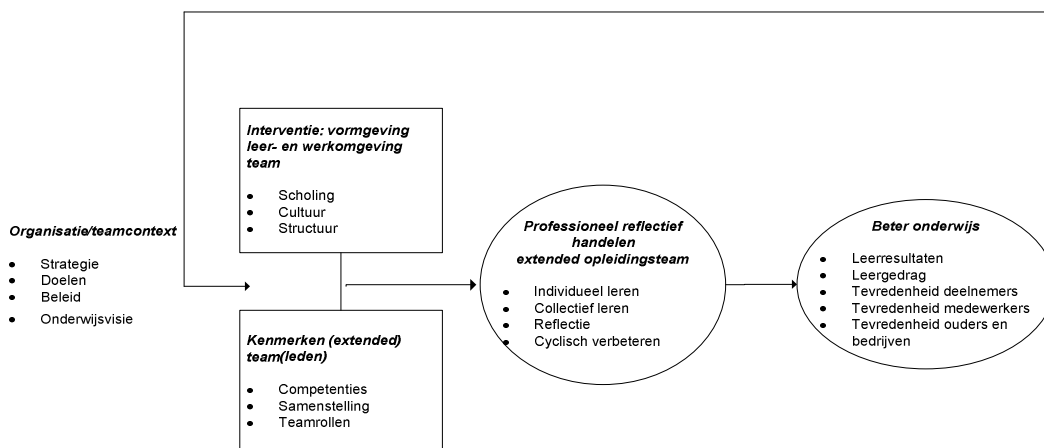 Organisatie/teamcontext
• Strategie
• Doelen
• Beleid
• Onderwijsvisie
Interventie: vormgeving
leer- en werkomgeving
team
• Scholing
• Cultuur
• Structuur
Kenmerken (extended)
team(leden)
• Competenties
• Samenstelling
• Teamrollen
Professioneel reflectief
handelen
extended opleidingsteam
• Individueel leren
• Collectief leren
• Reflectie
• Cyclisch verbeteren
Beter onderwijs
• Leerresultaten
• Leergedrag
• Tevredenheid deelnemers
• Tevredenheid medewerkers
• Tevredenheid ouders en
bedrijven